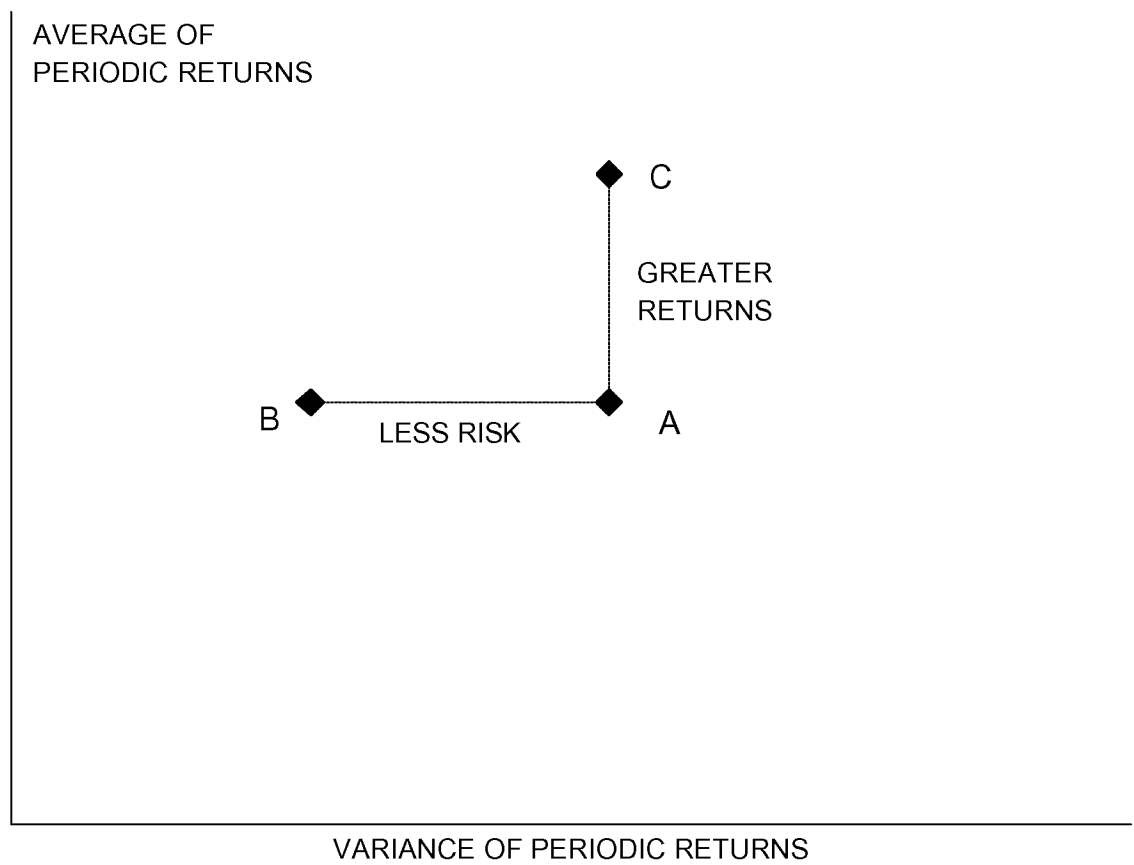 AVERAGE OF
PERIODIC RETURNS
C
GREATER
RETURNS
B
LESS RISK
A
VARIANCE OF PERIODIC RETURNS